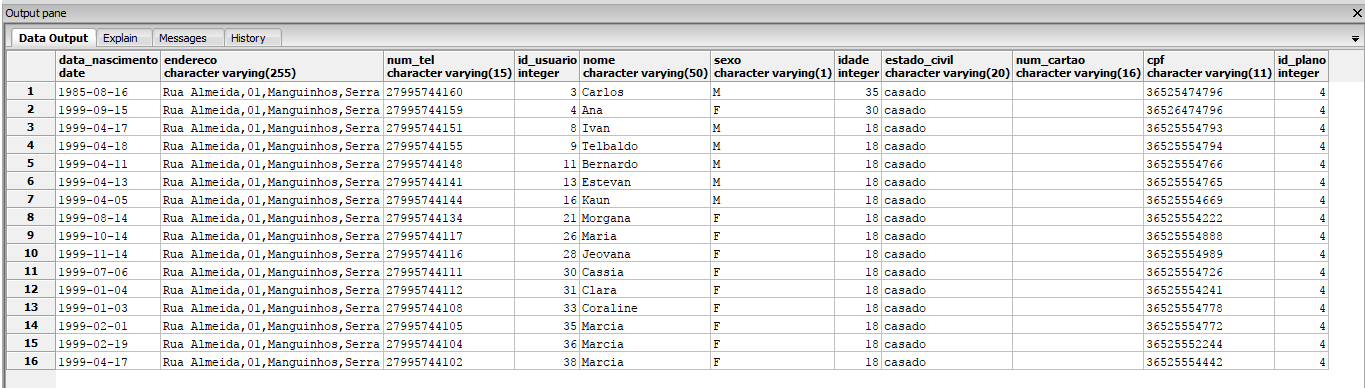 Output pane
Data Output Explain Messages History
data_nascimento endereco num_tel id_usuario nome sexo idade estado_civil num_cartao cpf id_plano
date character varying(255) character varying(15) integer character varying(50) character varying(1) integer character varying(20) character varying(16) character varying(11) integer
1 1985-08-16 Rua Almeida,01,Manguinhos,Serra 27995744160 3 Carlos M 35 casado 36525474796 4
2 1999-09-15 Rua Almeida,01,Manguinhos,Serra 27995744159 4 Ana F 30 casado 36526474796 4
3 1999-04-17 Rua Almeida,01,Manguinhos,Serra 27995744151 8 Ivan M 18 casado 36525554793 4
4 1999-04-18 Rua Almeida,01,Manguinhos,Serra 27995744155 9 Telbaldo M 18 casado 36525554794 4
5 1999-04-11 Rua Almeida,01,Manguinhos,Serra 27995744148 11 Bernardo M 18 casado 36525554766 4
6 1999-04-13 Rua Almeida,01,Manguinhos,Serra 27995744141 13 Estevan M 18 casado 36525554765 4
7 1999-04-05 Rua Almeida,01,Manguinhos,Serra 27995744144 16 Kaun M 18 casado 36525554669 4
8 1999-08-14 Rua Almeida,01,Manguinhos,Serra 27995744134 21 Morgana F 18 casado 36525554222 4
9 1999-10-14 Rua Almeida,01,Manguinhos,Serra 27995744117 26 Maria F 18 casado 36525554888 4
10 1999-11-14 Rua Almeida,01,Manguinhos,Serra 27995744116 28 Jeovana F 18 casado 36525554989 4
11 1999-07-06 Rua Almeida,01,Manguinhos,Serra 27995744111 30 Cassia F 18 casado 36525554726 4
12 1999-01-04 Rua Almeida,01,Manguinhos,Serra 27995744112 31 Clara F 18 casado 36525554241 4
13 1999-01-03 Rua Almeida,01,Manguinhos,Serra 27995744108 33 Coraline F 18 casado 36525554778 4
14 1999-02-01 Rua Almeida,01,Manguinhos,Serra 27995744105 35 Marcia F 18 casado 36525554772 4
15 1999-02-19 Rua Almeida,01,Manguinhos,Serra 27995744104 36 Marcia F 18 casado 36525552244 4
16 1999-04-17 Rua Almeida,01,Manguinhos,Serra 27995744102 38 Marcia F 18 casado 36525554442 4